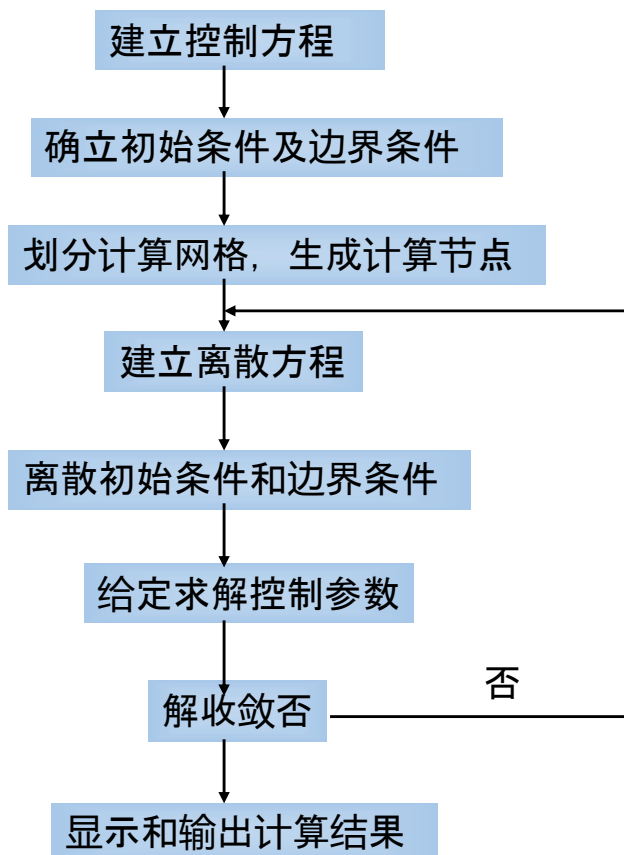 建立控制方程
确立初始条件及边界条件
划分计算网格，生成计算节点
建立离散方程
离散初始条件和边界条件
给定求解控制参数
否
解收敛否
显示和输出计算结果